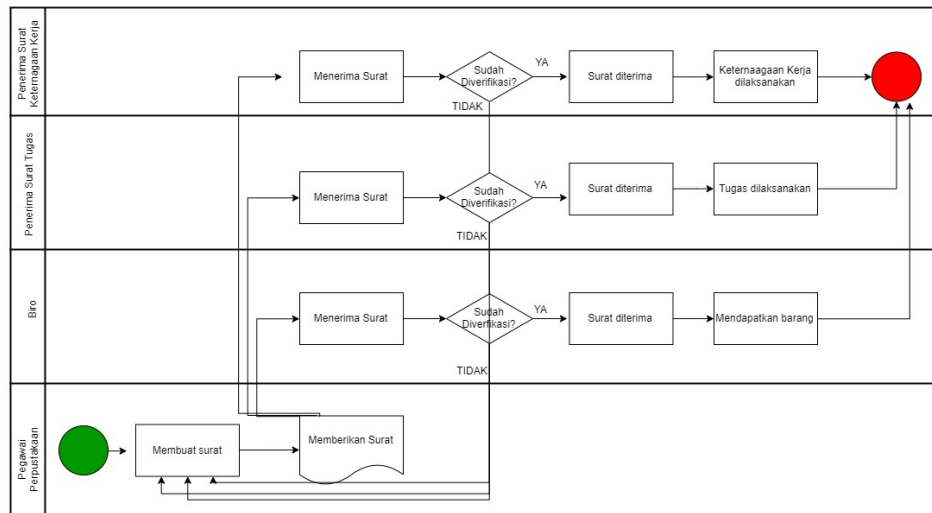 Penerima Surat
Keternagaan Kerja
Menerima Surat
Sudah
Diverifikasi?
YA
TIDAK
Surat diterima
Keternaagaan Kerja
dilaksanakan
Penerima Surat Tugas
Menerima Surat
Sudah
Diverifikasi?
YA
TIDAK
Surat diterima
Tugas dilaksanakan
Biro
Menerima Surat
Sudah
Diverfikasi?
YA
TIDAK
Surat diterima
Mendapatkan barang
Pegawai
Perpustakaan
Membuat surat
Memberikan Surat